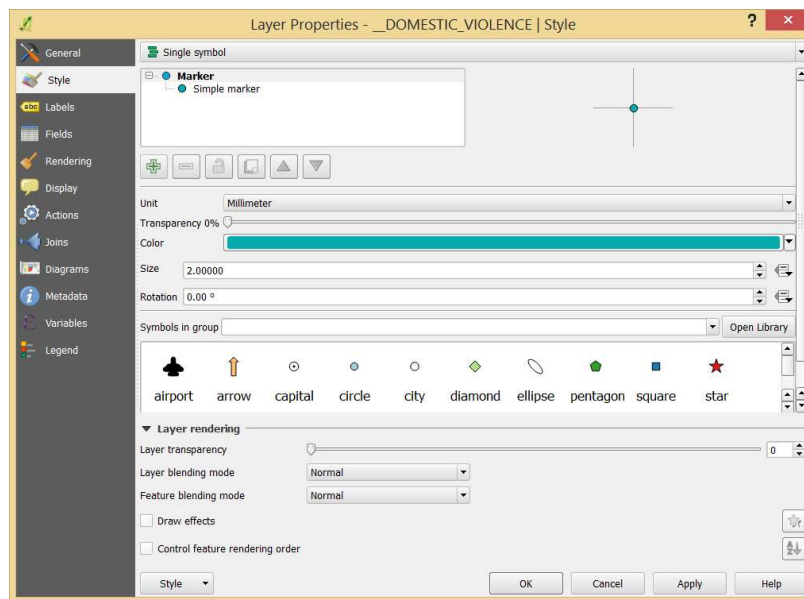 Layer Properties - __DOMESTIC_VIOLENCE | Style
?
×
General
Style
abc Labels
Fields
Rendering
Display
Actions
Joins
Diagrams
Metadata
Variables
Legend
Single symbol
Marker
Simple marker
Unit Millimeter
Transparency 0%
Color
Size 2.00000
Rotation 0.00 °
Symbols in group Open Library
airport arrow capital circle city diamond ellipse pentagon square star
Layer rendering
Layer transparency 0
Layer blending mode Normal
Feature blending mode Normal
Draw effects
Control feature rendering order
Style OK Cancel Apply Help